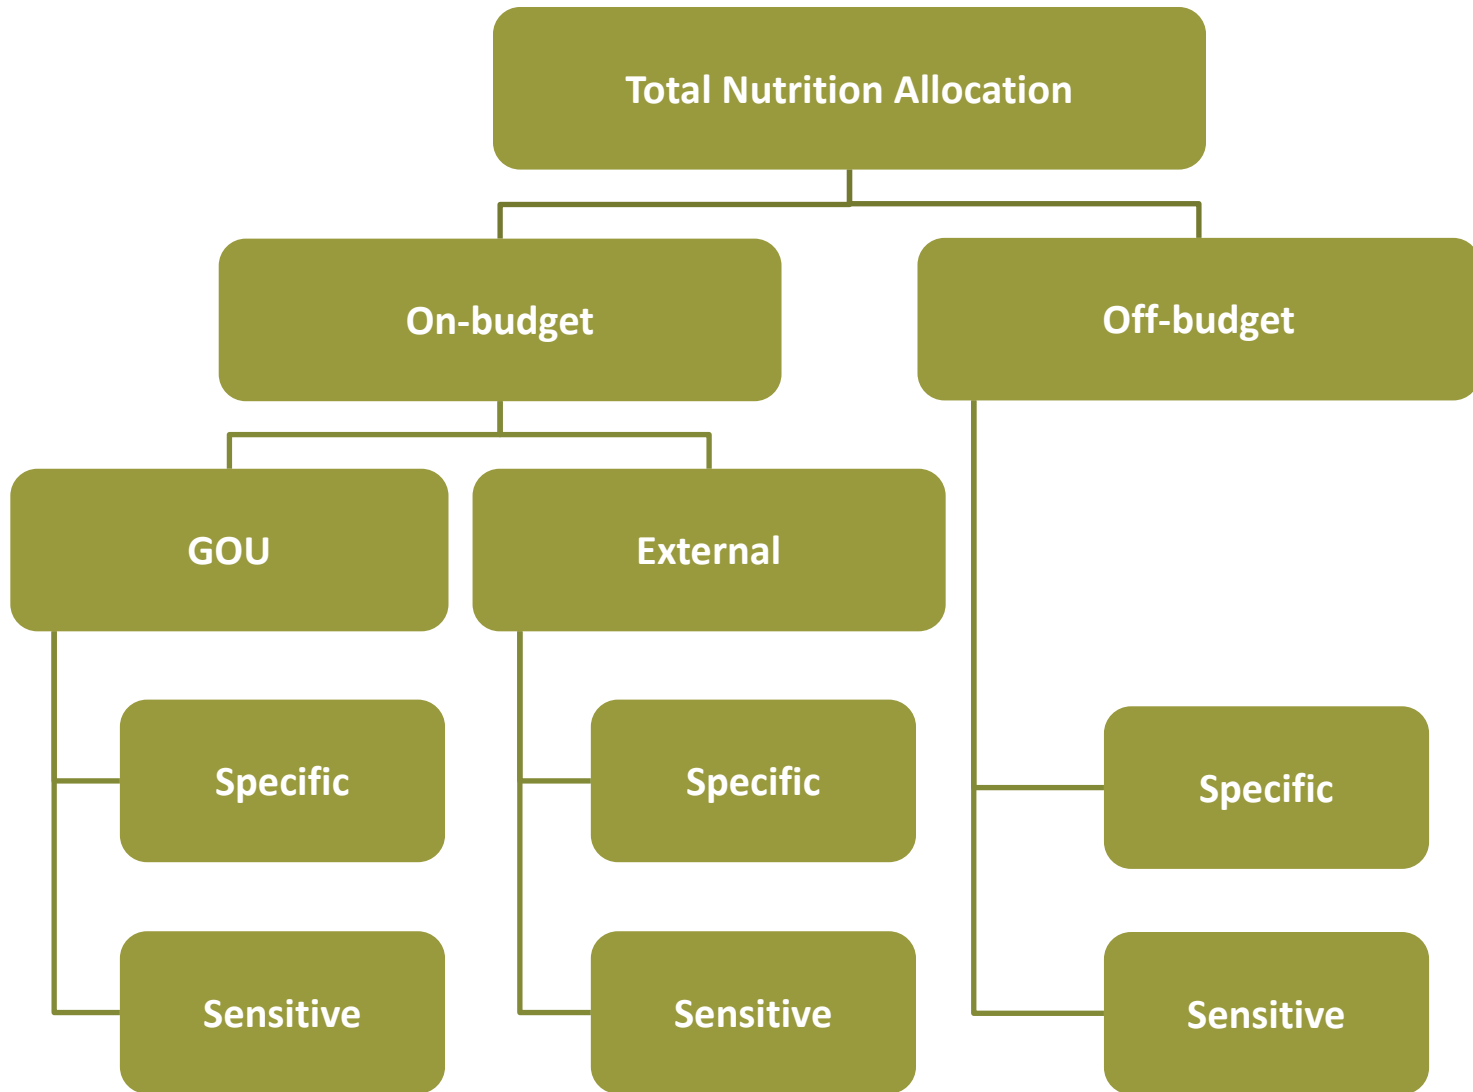 Total Nutrition Allocation
On-budget
Off-budget
GOU
External
Specific
Specific
Specific
Sensitive
Sensitive
Sensitive